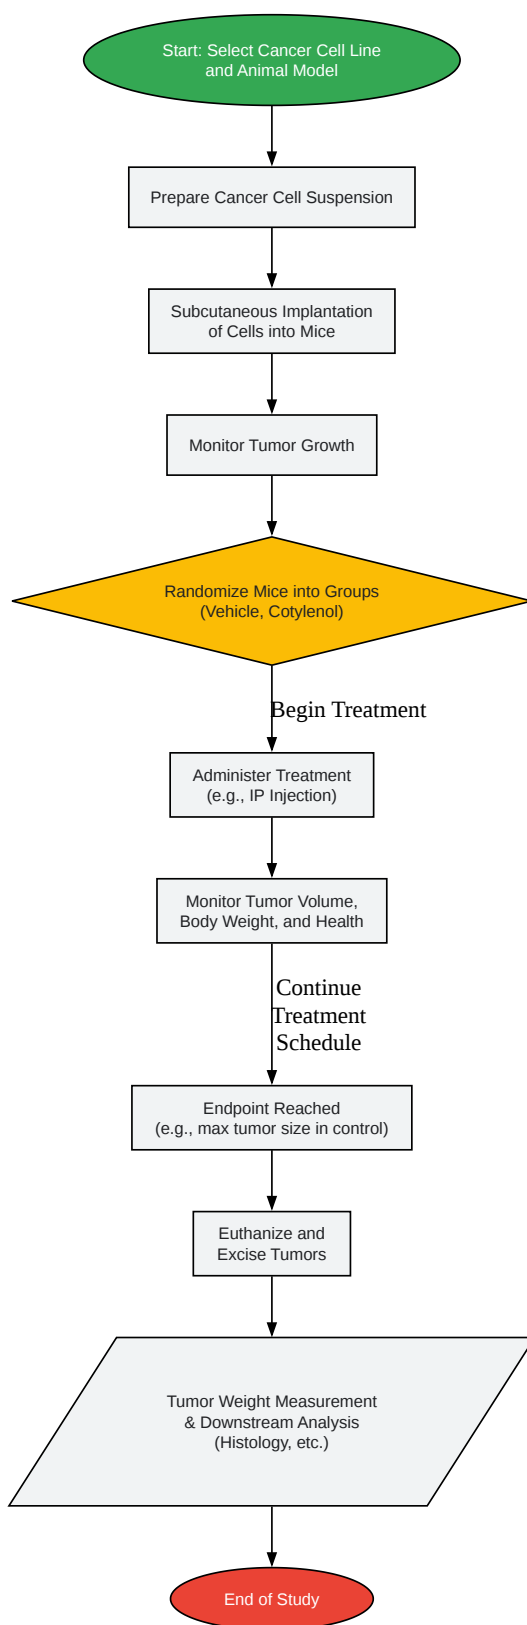 Start: Select Cancer Cell Line
and Animal Model
Prepare Cancer Cell Suspension
Subcutaneous Implantation
of Cells into Mice
Monitor Tumor Growth
Randomize Mice into Groups
(Vehicle, Cotylenol)
Begin Treatment
Administer Treatment
(e.g., IP Injection)
Monitor Tumor Volume,
Body Weight, and Health
Continue
Treatment
Schedule
Endpoint Reached
(e.g., max tumor size in control)
Euthanize and
Excise Tumors
Tumor Weight Measurement
& Downstream Analysis
(Histology, etc.)
End of Study